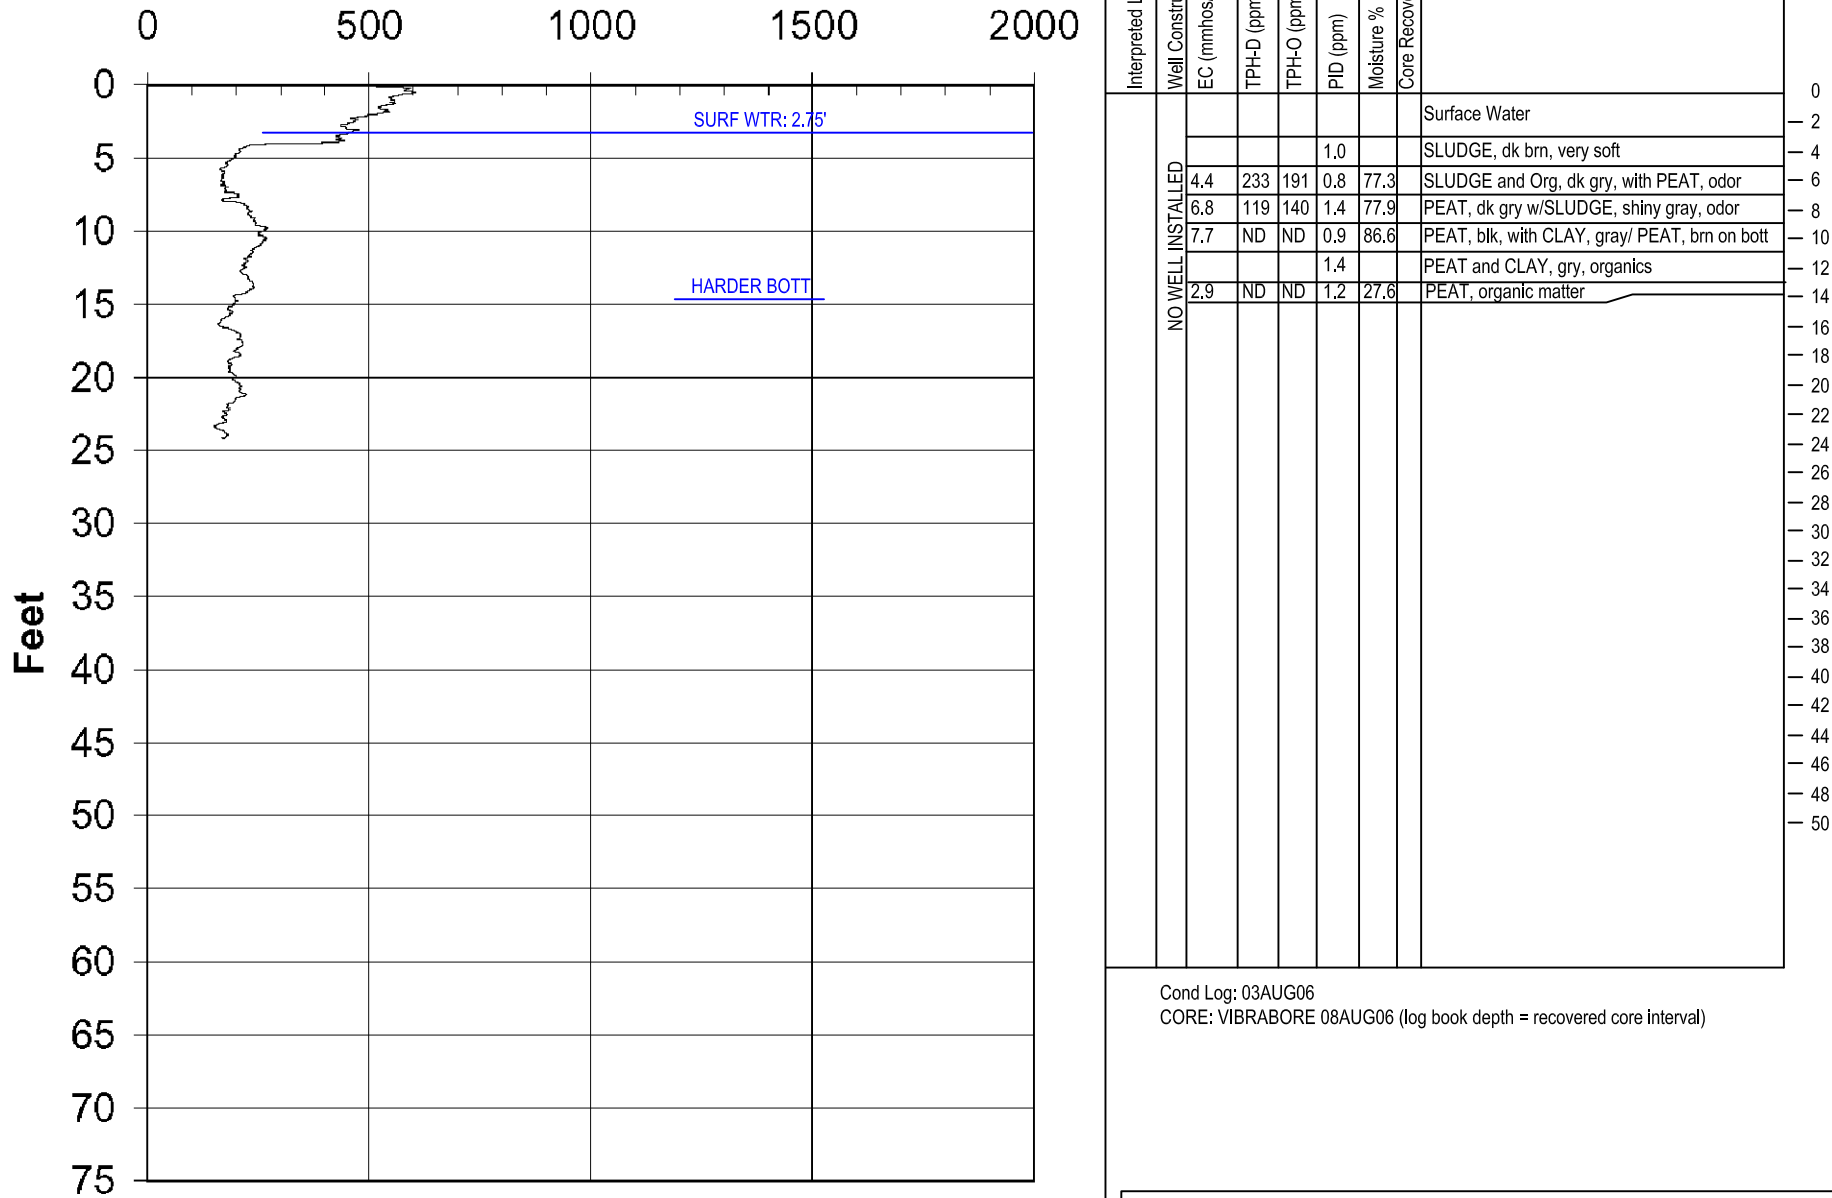 0 500 1000 1500 2000
0
SURF WTR: 2.75'
5
10
HARDER BOTT
15
20
25
30
35
40
45
50
55
60
65
70
75
Feet
Interpreted
Well
EC
TPH-D (ppm
TPH-O (ppm
PID (ppm)
Moisture %
Core
NO WELL INSTALLED
Surface Water
1.0 SLUDGE, dk brn, very soft
4.4 233 191 0.8 77.3 SLUDGE and Org, dk gry, with PEAT, odor
6.8 119 140 1.4 77.9 PEAT, dk gry w/SLUDGE, shiny gray, odor
7.7 ND ND 0.9 86.6 PEAT, blk, with CLAY, gray/ PEAT, brn on bott
1.4 PEAT and CLAY, gry, organics
2.9 ND ND 1.2 27.6 PEAT, organic matter
0
2
4
6
8
10
12
14
16
18
20
22
24
26
28
30
32
34
36
38
40
42
44
46
48
50
Cond Log: 03AUG06
CORE: VIBRABORE 08AUG06 (log book depth = recovered core interval)